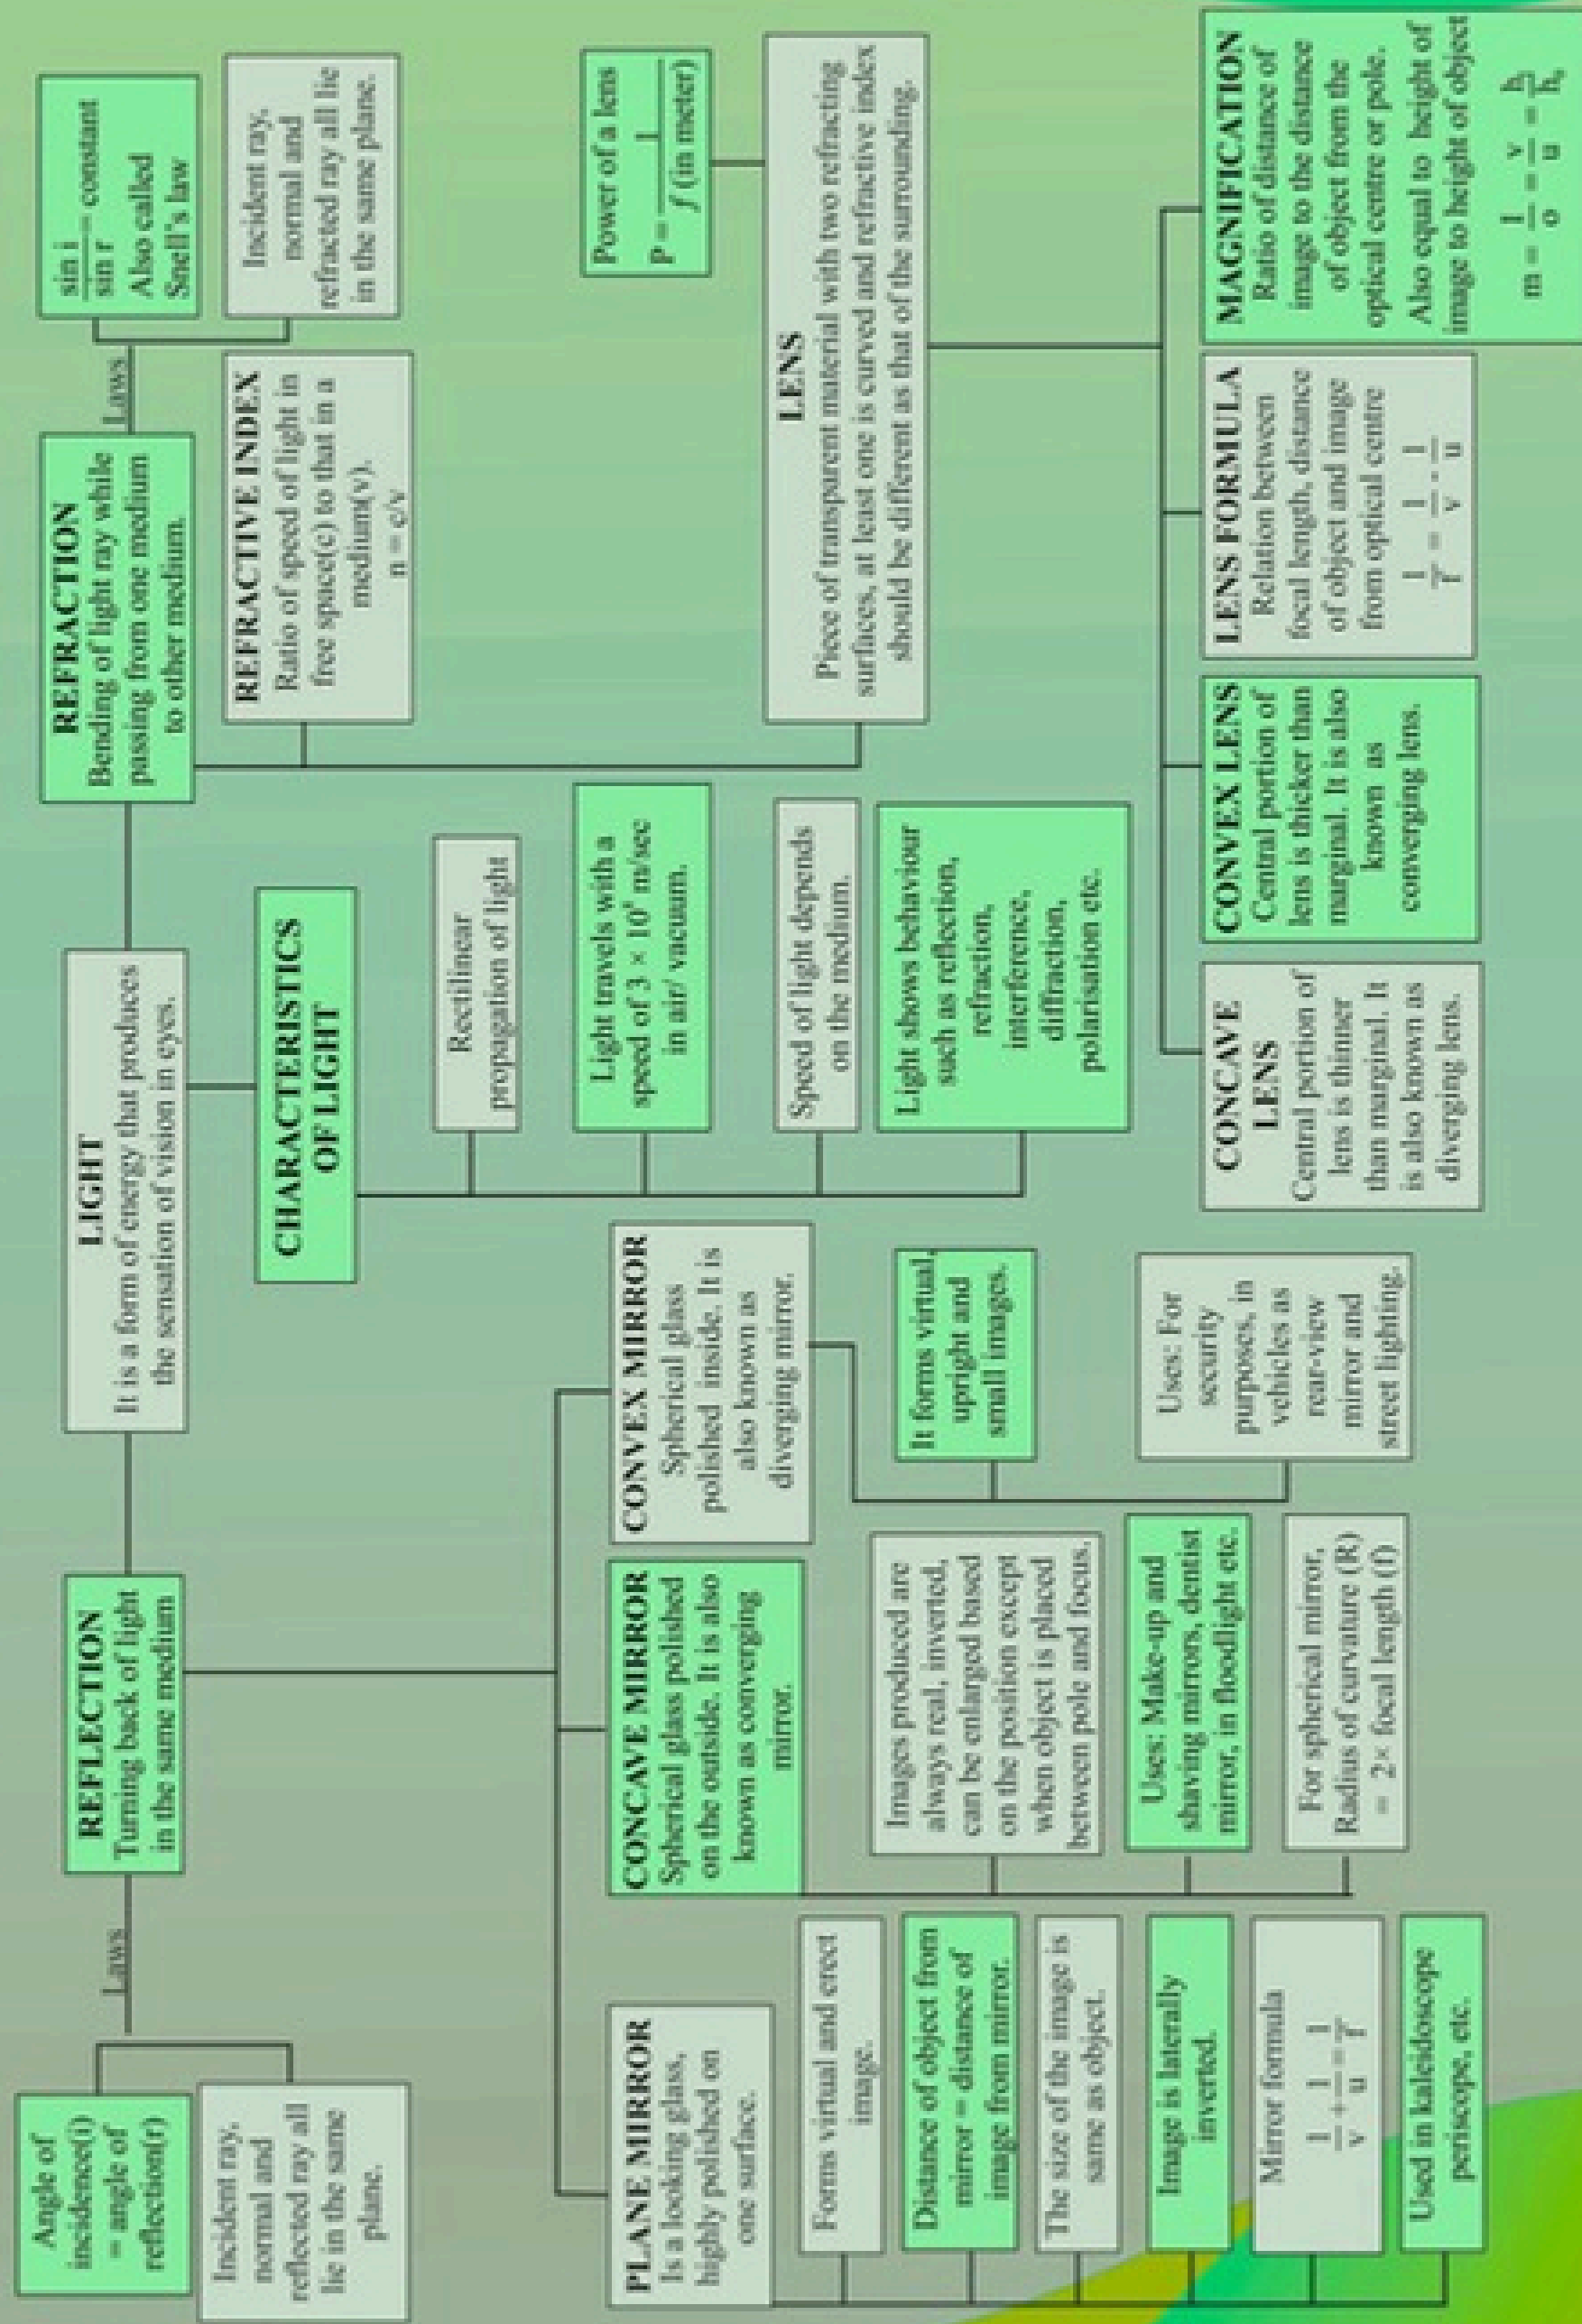 LIGHT
It is a form of energy that produces
the sensation of vision in eyes.
REFLECTION
Turning back of light
in the same medium
Laws
Angle of
incidence(i)
= angle of
reflection(r)
Incident ray,
normal and
reflected ray all
lie in the same
plane.
PLANE MIRROR
Is a looking glass,
highly polished on
one surface.
Forms virtual and erect
image.
Distance of object from
mirror = distance of
image from mirror.
The size of the image is
same as object.
Image is laterally
inverted.
Mirror formula
1/v + 1/u = 1/f
Used in kaleidoscope
periscope, etc.
CONCAVE MIRROR
Spherical glass polished
on the outside. It is also
known as converging
mirror.
Images produced are
always real, inverted,
can be enlarged based
on the position except
when object is placed
between pole and focus.
Uses: Make-up and
shaving mirrors, dentist
mirror, in floodlight etc.
For spherical mirror,
Radius of curvature (R)
= 2× focal length (f)
CONVEX MIRROR
Spherical glass
polished inside. It is
also known as
diverging mirror.
It forms virtual,
upright and
small images.
Uses: For
security
purposes, in
vehicles as
rear-view
mirror and
street lighting.
CHARACTERISTICS
OF LIGHT
Rectilinear
propagation of light
Light travels with a
speed of 3 × 10⁸ m/sec
in air/ vacuum.
Speed of light depends
on the medium.
Light shows behaviour
such as reflection,
refraction,
interference,
diffraction,
polarisation etc.
REFRACTION
Bending of light ray while
passing from one medium
to other medium.
Laws
sin i / sin r = constant
Also called
Snell's law
Incident ray,
normal and
refracted ray all lie
in the same plane.
REFRACTIVE INDEX
Ratio of speed of light in
free space(c) to that in a
medium(v).
n = c/v
Power of a lens
P = 1 / f (in meter)
LENS
Piece of transparent material with two refracting
surfaces, at least one is curved and refractive index
should be different as that of the surrounding.
CONCAVE
LENS
Central portion of
lens is thinner
than marginal. It
is also known as
diverging lens.
CONVEX LENS
Central portion of
lens is thicker than
marginal. It is also
known as
converging lens.
LENS FORMULA
Relation between
focal length, distance
of object and image
from optical centre
1/f = 1/v - 1/u
MAGNIFICATION
Ratio of distance of
image to the distance
of object from the
optical centre or pole.
Also equal to height of
image to height of object
m = I/o = v/u = hᵢ/hₒ